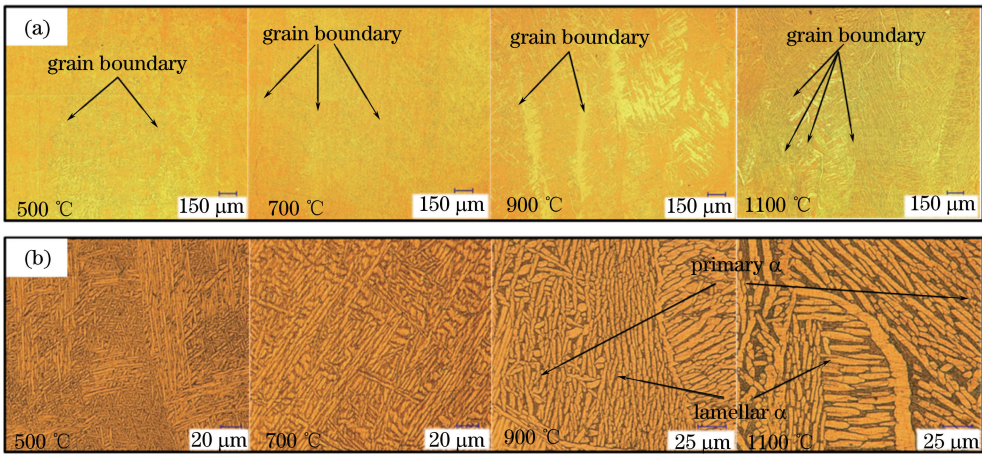 (a)
grain boundary
grain boundary
grain boundary
grain boundary
500 ℃
150 μm
700 ℃
150 μm
900 ℃
150 μm
1100 ℃
150 μm
(b)
primary α
lamellar α
500 ℃
20 μm
700 ℃
20 μm
900 ℃
25 μm
1100 ℃
25 μm